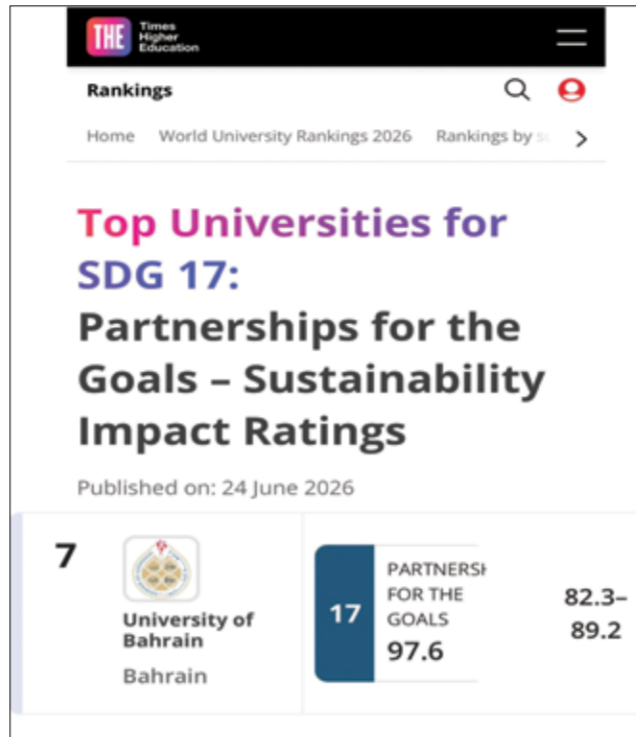 THE Times
Higher
Education
Rankings
Home World University Rankings 2026 Rankings by su
Top Universities for
SDG 17:
Partnerships for the
Goals – Sustainability
Impact Ratings
Published on: 24 June 2026
7
University of
Bahrain
Bahrain
17
PARTNERSH
FOR THE
GOALS
97.6
82.3–
89.2